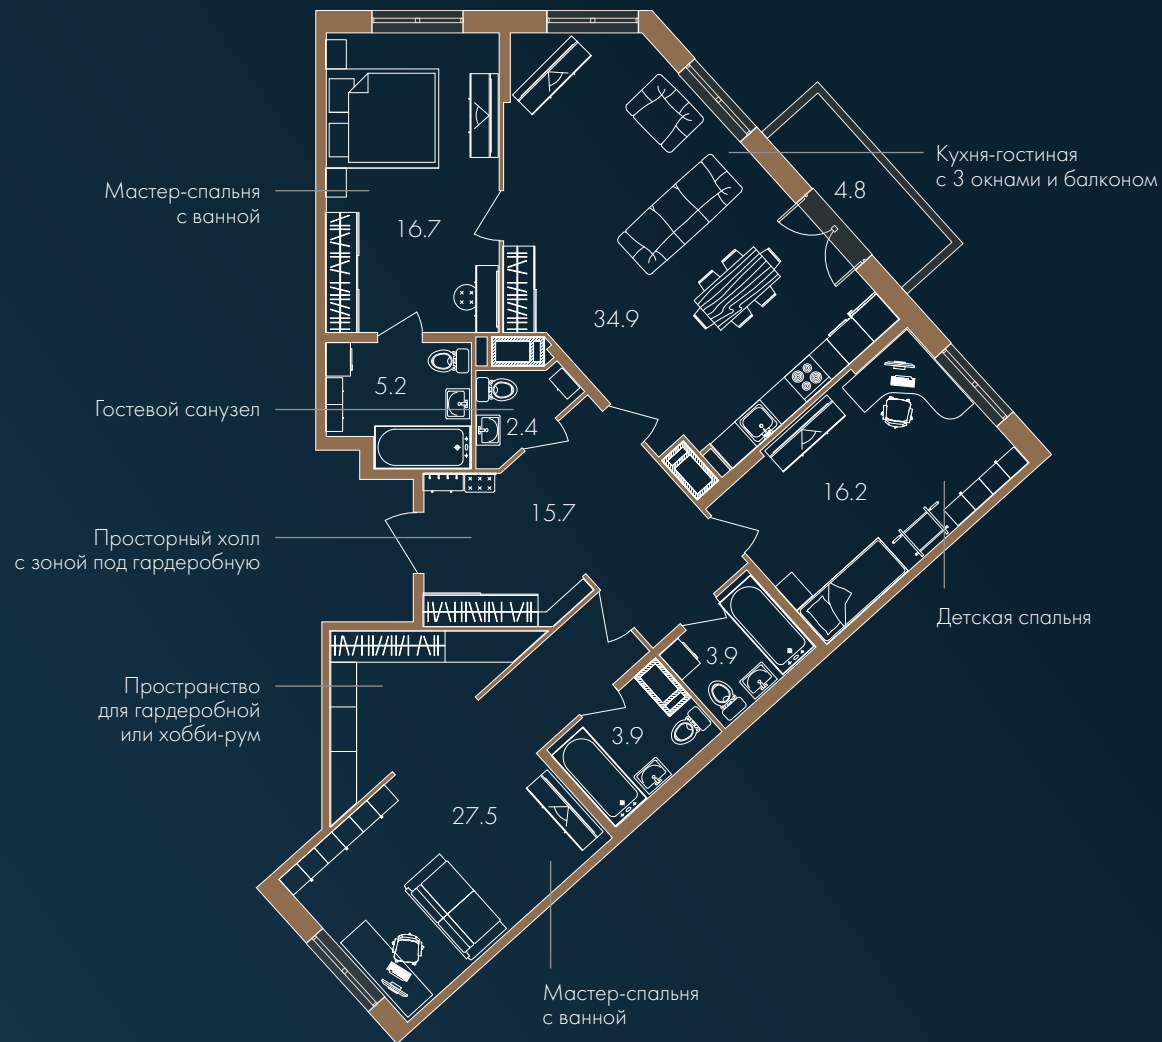 Кухня-гостиная
с 3 окнами и балконом
4.8
Мастер-спальня
с ванной
16.7
34.9
5.2
Гостевой санузел
2.4
16.2
15.7
Просторный холл
с зоной под гардеробную
Детская спальня
3.9
Пространство
для гардеробной
или хобби-рум
3.9
27.5
Мастер-спальня
с ванной